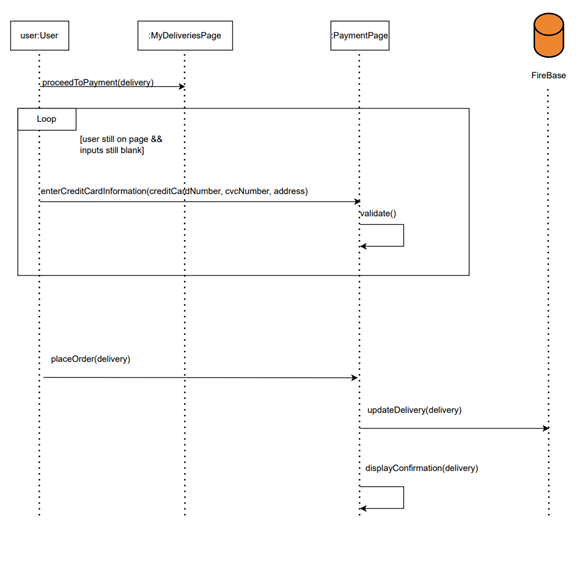 user:User
:MyDeliveriesPage
:PaymentPage
FireBase
proceedToPayment(delivery)
Loop
[user still on page &&
inputs still blank]
enterCreditCardInformation(creditCardNumber, cvcNumber, address)
validate()
placeOrder(delivery)
updateDelivery(delivery)
displayConfirmation(delivery)